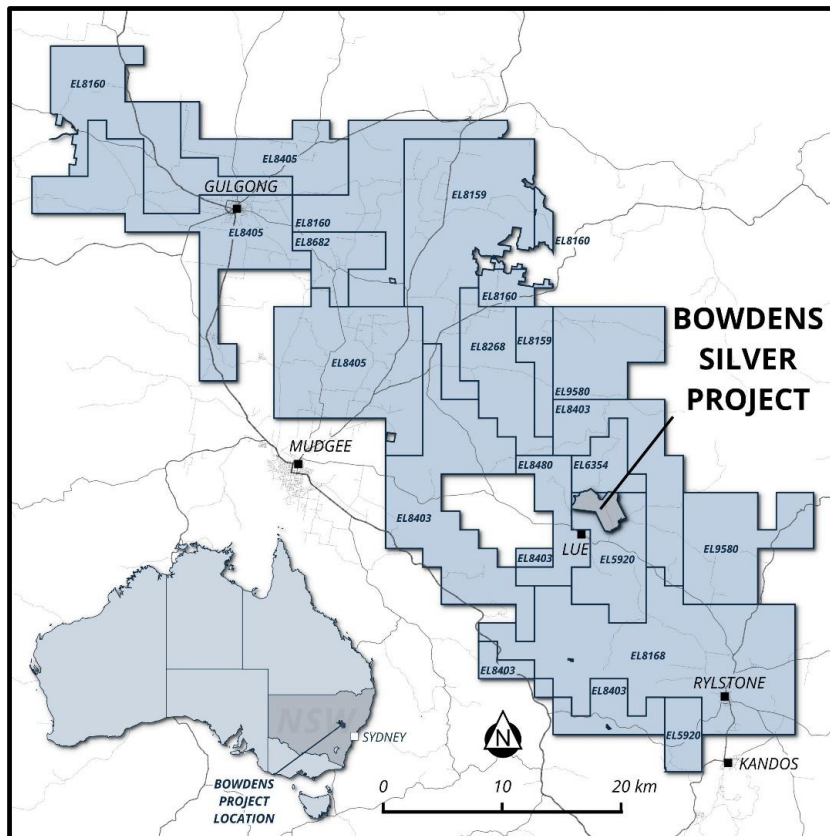 EL8160
EL8405
GULGONG
EL8159
EL8405
EL8160
EL8682
EL8160
EL8160
BOWDENS
SILVER
PROJECT
EL8405
EL8268
EL8159
EL9580
EL8403
MUDGEE
EL8480
EL6354
EL8403
LUE
EL8403
EL5920
EL9580
EL8168
EL8403
EL8403
RYLSTONE
EL5920
KANDOS
NSW
SYDNEY
BOWDENS
PROJECT
LOCATION
N
0 10 20 km